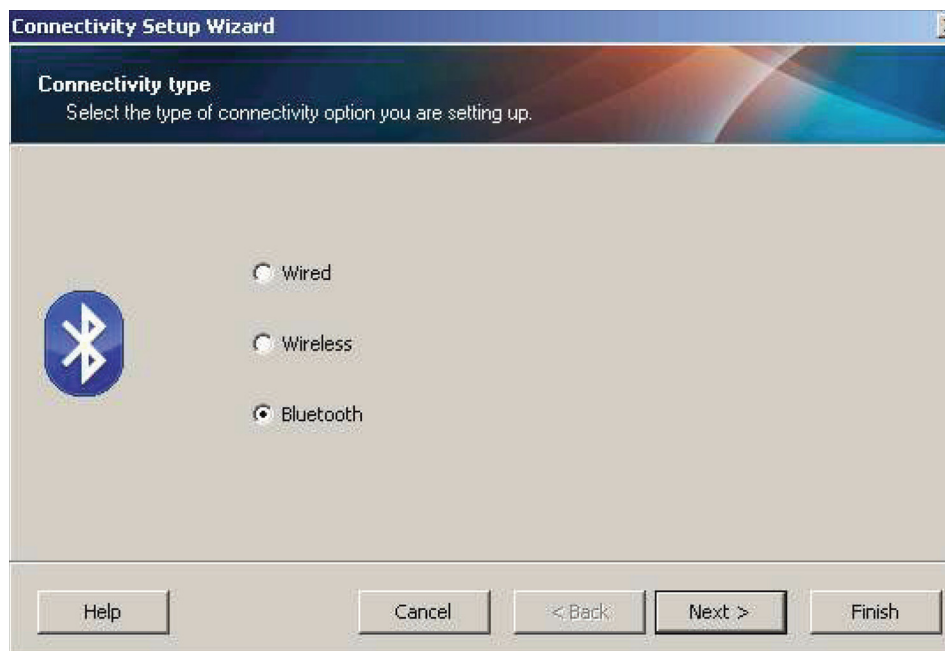 Connectivity Setup Wizard
Connectivity type
Select the type of connectivity option you are setting up.
Wired
Wireless
Bluetooth
Help
Cancel
< Back
Next >
Finish